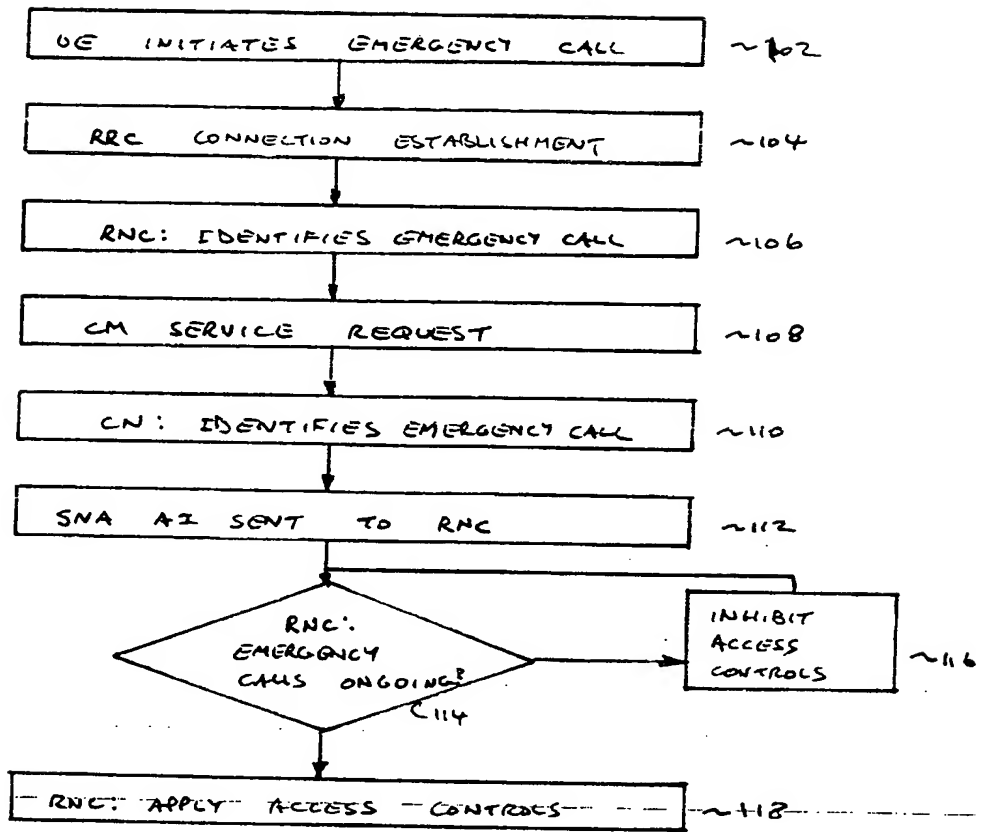 UE INITIATES EMERGENCY CALL ~102
RRC CONNECTION ESTABLISHMENT ~104
RNC: IDENTIFIES EMERGENCY CALL ~106
CM SERVICE REQUEST ~108
CN: IDENTIFIES EMERGENCY CALL ~110
SNA AI SENT TO RNC ~112
RNC:
EMERGENCY
CALLS ONGOING?
114
INHIBIT
ACCESS
CONTROLS
~116
RNC: APPLY ACCESS CONTROLS ~118